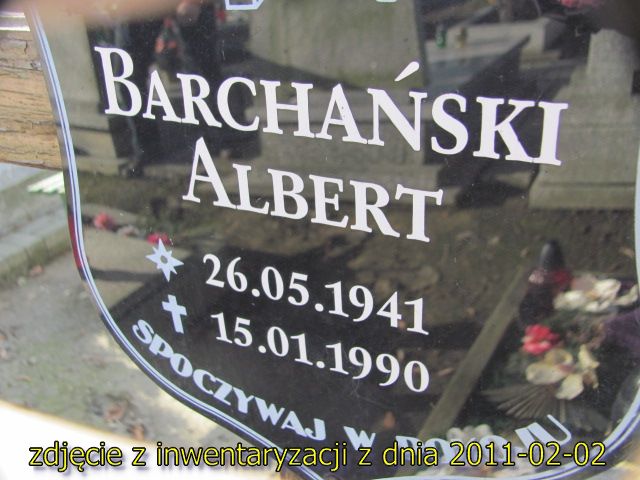 BARCHAŃSKI
ALBERT
26.05.1941
15.01.1990
SPOCZYWAJ W
zdjęcie z inwentaryzacji z dnia 2011-02-02